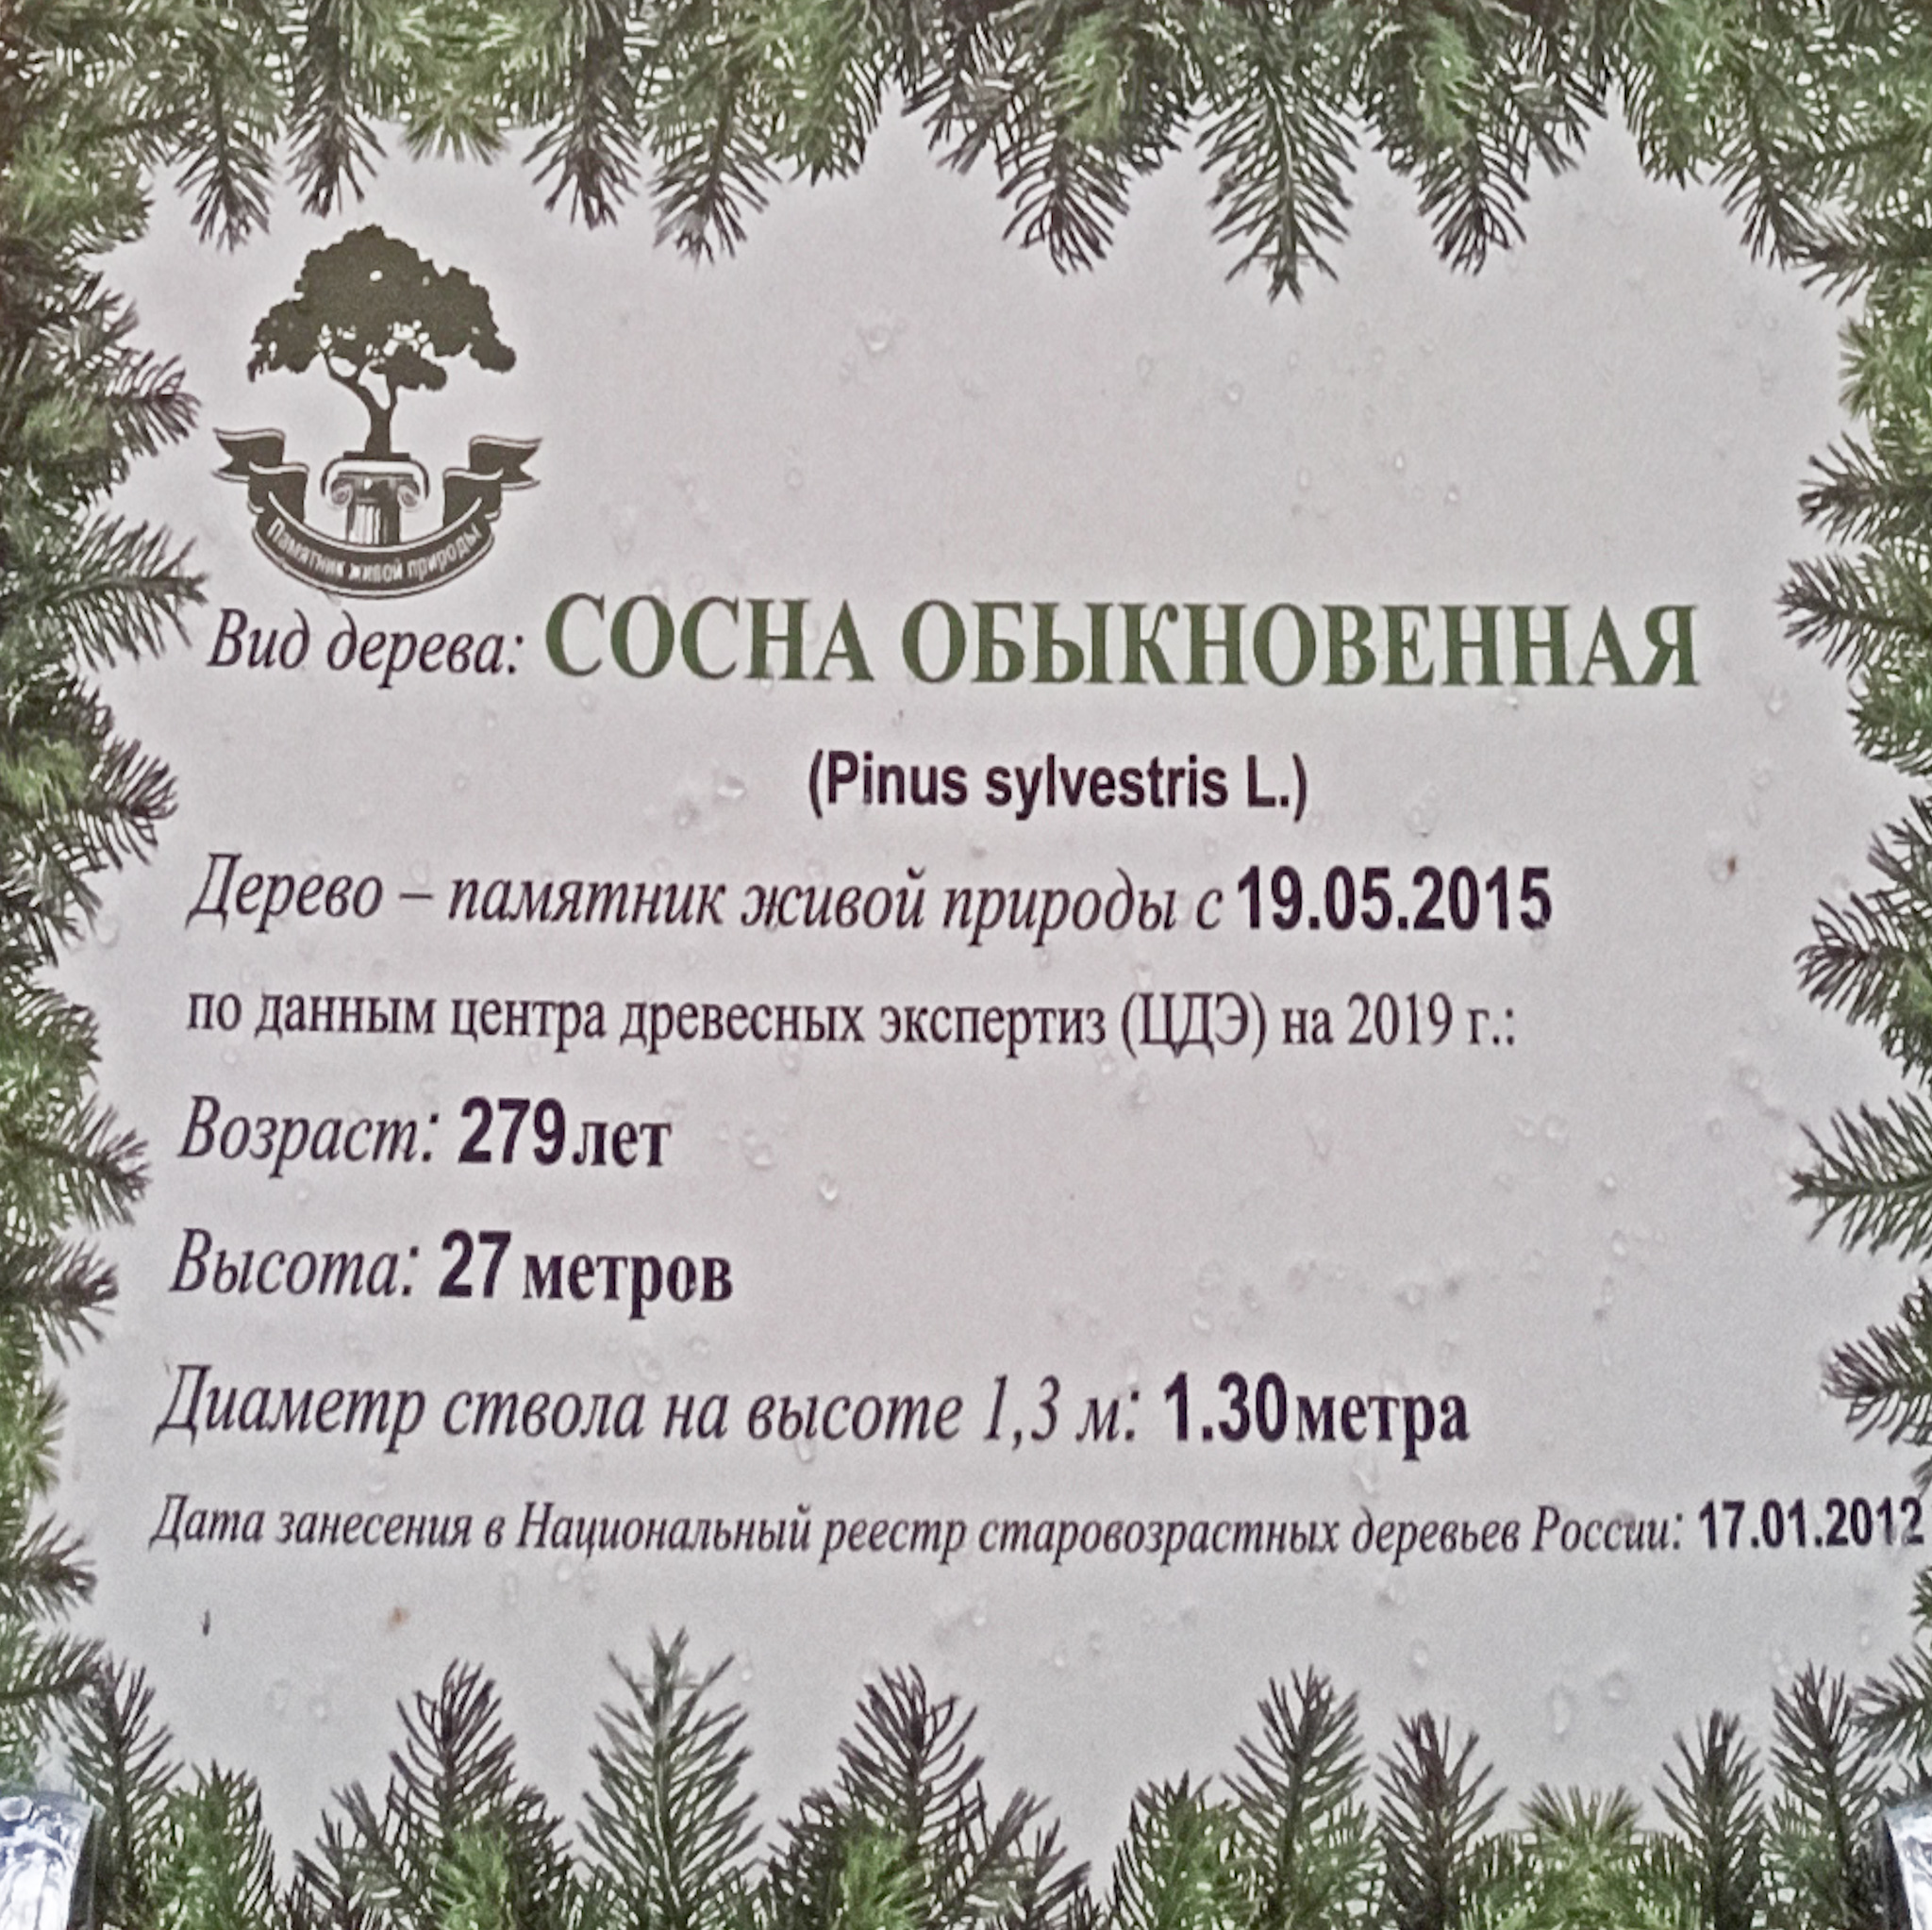 Памятник живой природы
Вид дерева: СОСНА ОБЫКНОВЕННАЯ
(Pinus sylvestris L.)
Дерево – памятник живой природы с 19.05.2015
по данным центра древесных экспертиз (ЦДЭ) на 2019 г.:
Возраст: 279 лет
Высота: 27 метров
Диаметр ствола на высоте 1,3 м: 1.30 метра
Дата занесения в Национальный реестр старовозрастных деревьев России: 17.01.2012